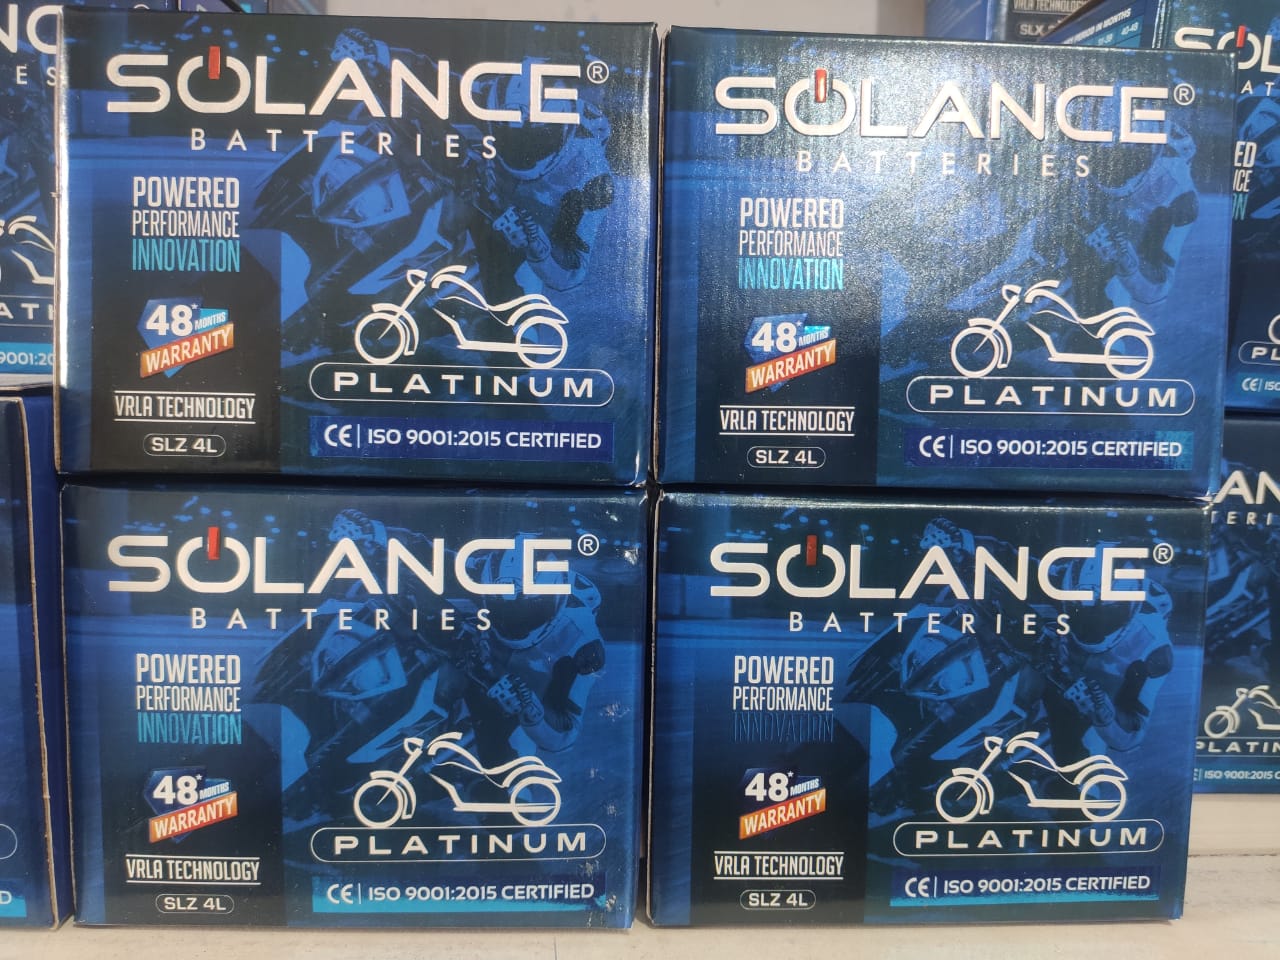 SOLANCE®
BATTERIES
POWERED
PERFORMANCE
INNOVATION
48* MONTHS
WARRANTY
VRLA TECHNOLOGY
SLZ 4L
PLATINUM
CE | ISO 9001:2015 CERTIFIED
SOLANCE®
BATTERIES
POWERED
PERFORMANCE
INNOVATION
48* MONTHS
WARRANTY
VRLA TECHNOLOGY
SLZ 4L
PLATINUM
CE | ISO 9001:2015 CERTIFIED
SOLANCE®
BATTERIES
POWERED
PERFORMANCE
INNOVATION
48* MONTHS
WARRANTY
VRLA TECHNOLOGY
SLZ 4L
PLATINUM
CE | ISO 9001:2015 CERTIFIED
SOLANCE®
BATTERIES
POWERED
PERFORMANCE
INNOVATION
48* MONTHS
WARRANTY
VRLA TECHNOLOGY
SLZ 4L
PLATINUM
CE | ISO 9001:2015 CERTIFIED
VRLA TECHNOLOGY